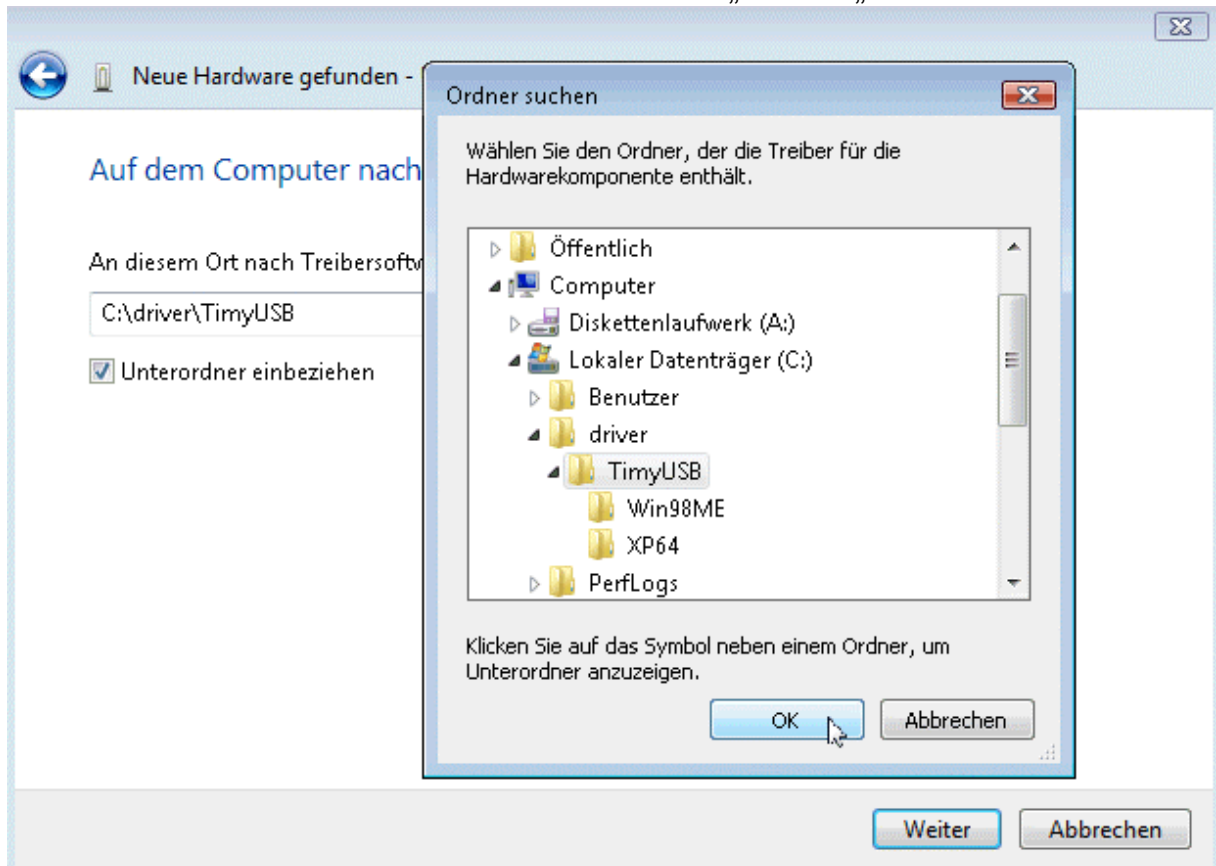 Neue Hardware gefunden -
Auf dem Computer nach
An diesem Ort nach Treibersoftw
C:\driver\TimyUSB
Unterordner einbeziehen
Ordner suchen
Wählen Sie den Ordner, der die Treiber für die
Hardwarekomponente enthält.
Öffentlich
Computer
Diskettenlaufwerk (A:)
Lokaler Datenträger (C:)
Benutzer
driver
TimyUSB
Win98ME
XP64
PerfLogs
Klicken Sie auf das Symbol neben einem Ordner, um
Unterordner anzuzeigen.
OK
Abbrechen
Weiter
Abbrechen